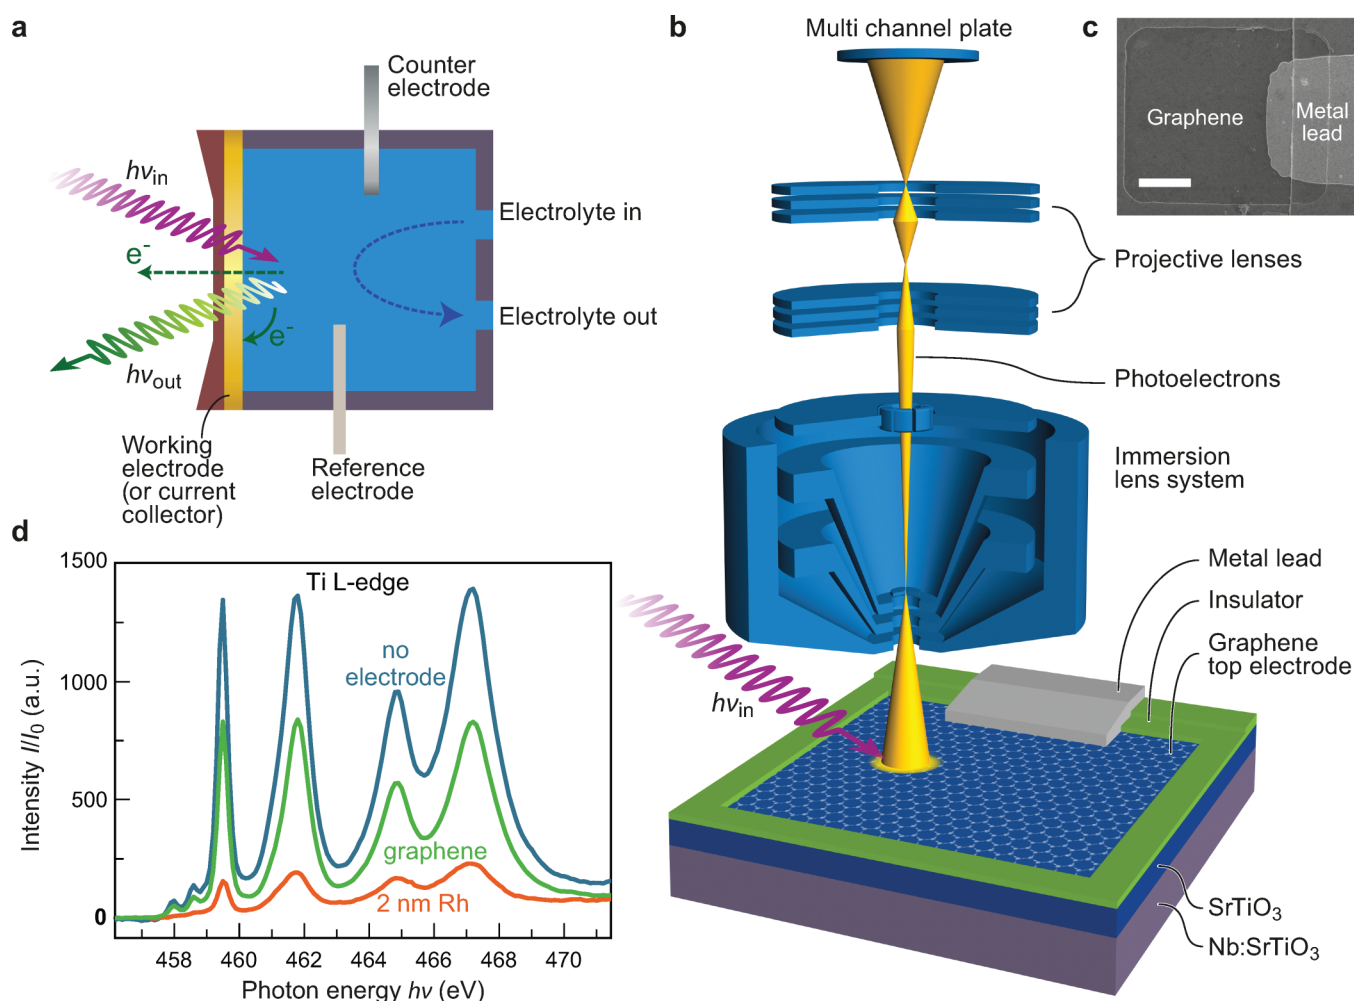 a
Counter
electrode
hνin
Electrolyte in
e-
e-
Electrolyte out
hνout
Working
electrode
(or current
collector)
Reference
electrode
b
Multi channel plate
Projective lenses
Photoelectrons
Immersion
lens system
Metal lead
Insulator
Graphene
top electrode
hνin
SrTiO3
Nb:SrTiO3
c
Graphene
Metal
lead
d
1500
1000
500
0
Intensity I/I0 (a.u.)
Ti L-edge
no
electrode
graphene
2 nm Rh
458 460 462 464 466 468 470
Photon energy hν (eV)